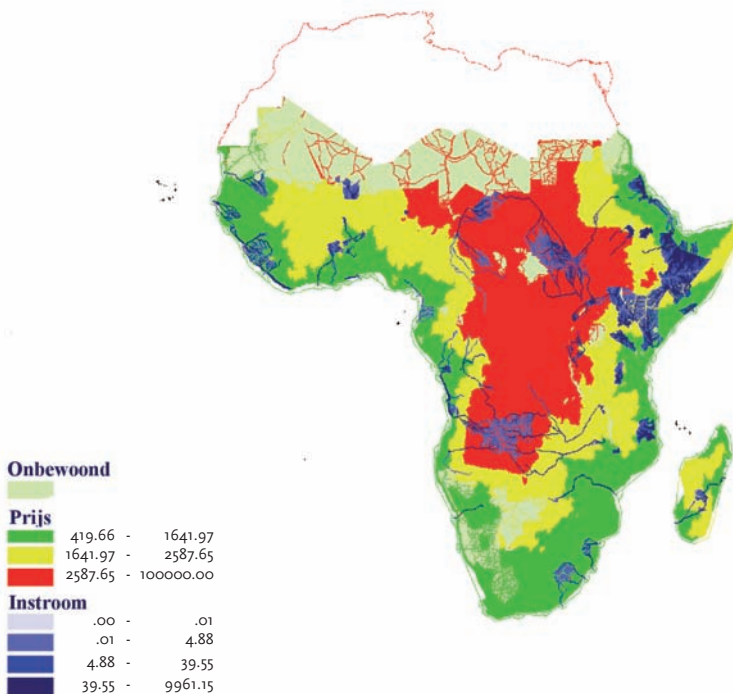 Onbewoond
Prijs
419.66 - 1641.97
1641.97 - 2587.65
2587.65 - 100000.00
Instroom
.00 - .01
.01 - 4.88
4.88 - 39.55
39.55 - 9961.15